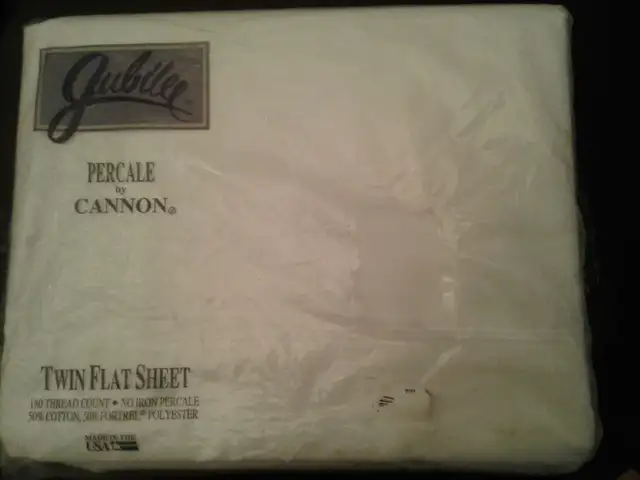 Jubilee
PERCALE
by
CANNON®
TWIN FLAT SHEET
180 THREAD COUNT • NO IRON PERCALE
50% COTTON, 50% FORTREL® POLYESTER
MADE IN THE
USA